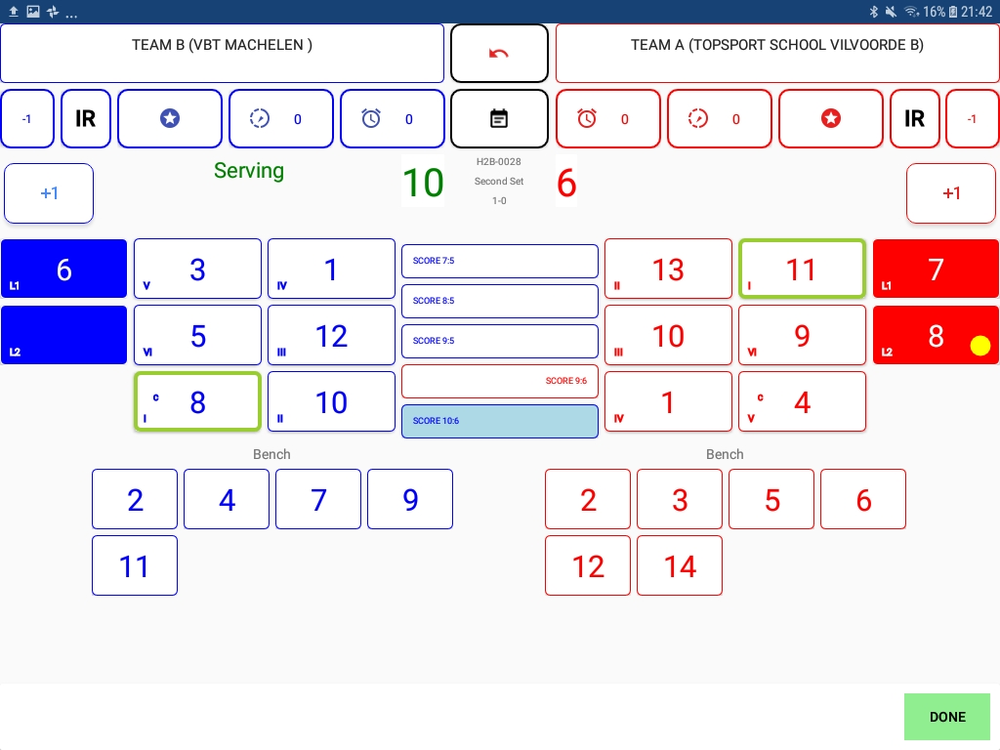 ... 16% 21:42
TEAM B (VBT MACHELEN )
TEAM A (TOPSPORT SCHOOL VILVOORDE B)
-1 IR 0 0 0 0 IR -1
+1 Serving 10 H2B-0028 6 +1
Second Set
1-0
6 L1 3 V 1 IV SCORE 7:5 13 II 11 I 7 L1
SCORE 8:5
L2 5 VI 12 III SCORE 9:5 10 III 9 VI 8 L2
SCORE 9:6
C 8 I 10 II SCORE 10:6 1 IV C 4 V
Bench Bench
2 4 7 9 2 3 5 6
11 12 14
DONE